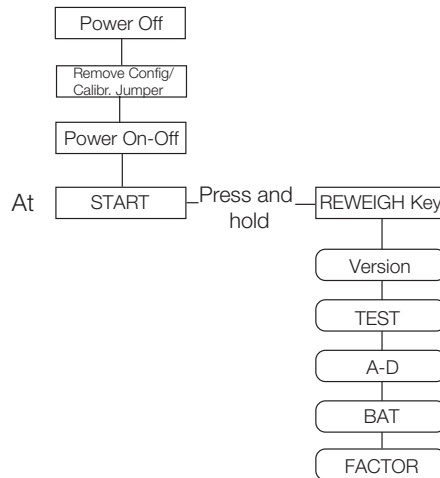 Power Off
Remove Config/
Calibr. Jumper
Power On-Off
At START Press and
hold
REWEIGH Key
Version
TEST
A-D
BAT
FACTOR